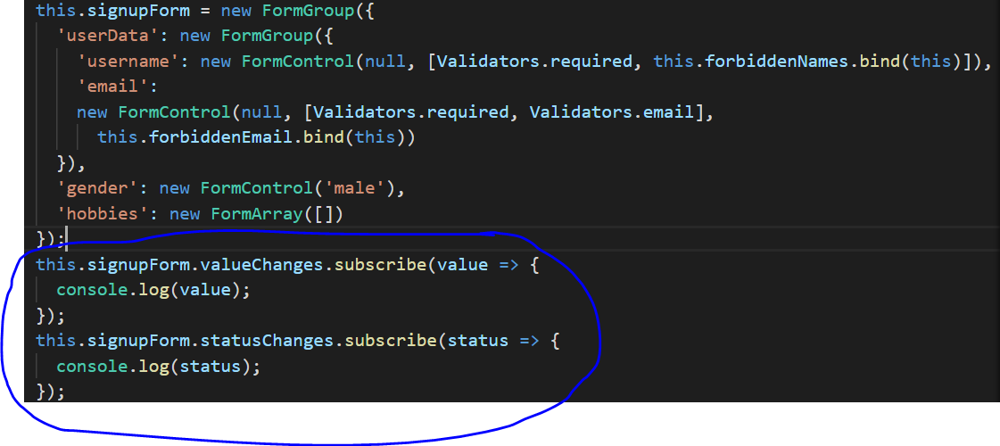 this.signupForm = new FormGroup({
'userData': new FormGroup({
'username': new FormControl(null, [Validators.required, this.forbiddenNames.bind(this)]),
'email':
new FormControl(null, [Validators.required, Validators.email],
this.forbiddenEmail.bind(this))
}),
'gender': new FormControl('male'),
'hobbies': new FormArray([])
});
this.signupForm.valueChanges.subscribe(value => {
console.log(value);
});
this.signupForm.statusChanges.subscribe(status => {
console.log(status);
});